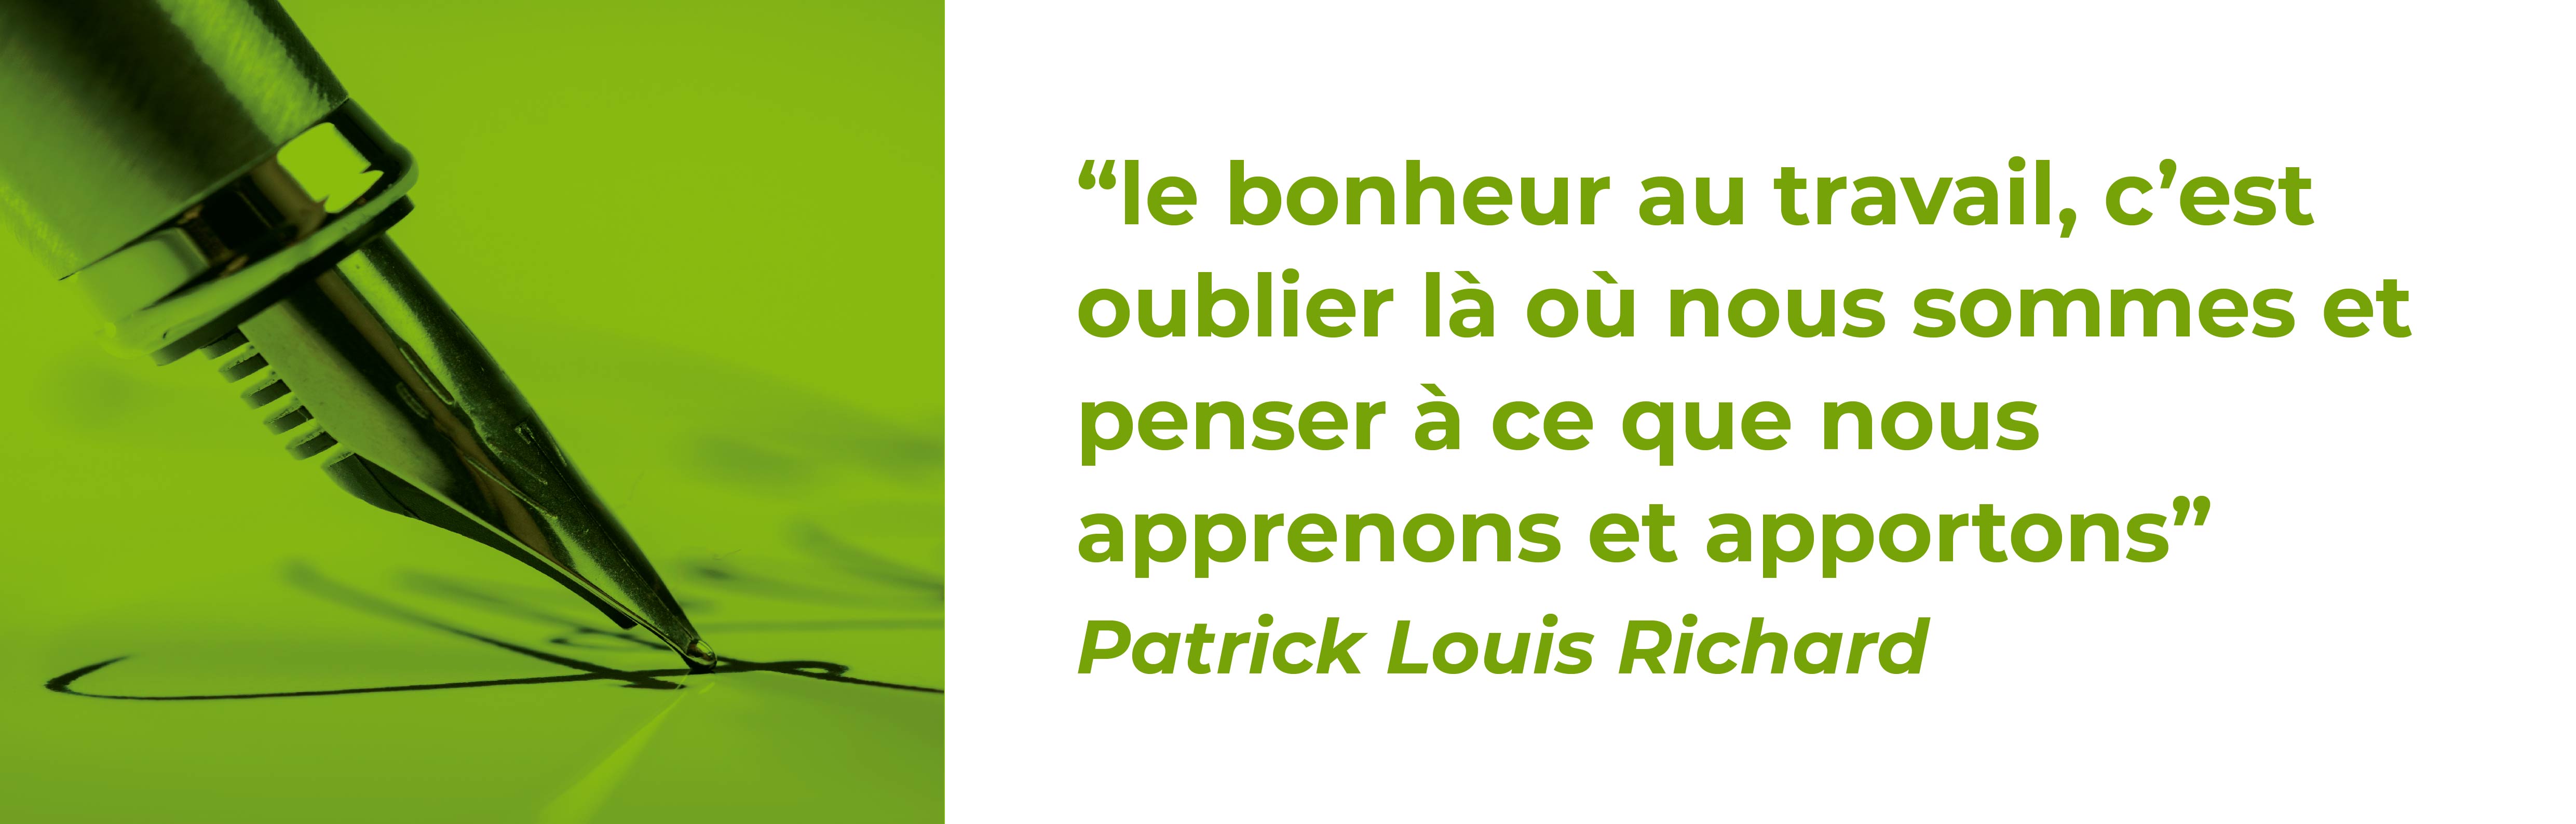 “le bonheur au travail, c’est
oublier là où nous sommes et
penser à ce que nous
apprenons et apportons”
Patrick Louis Richard